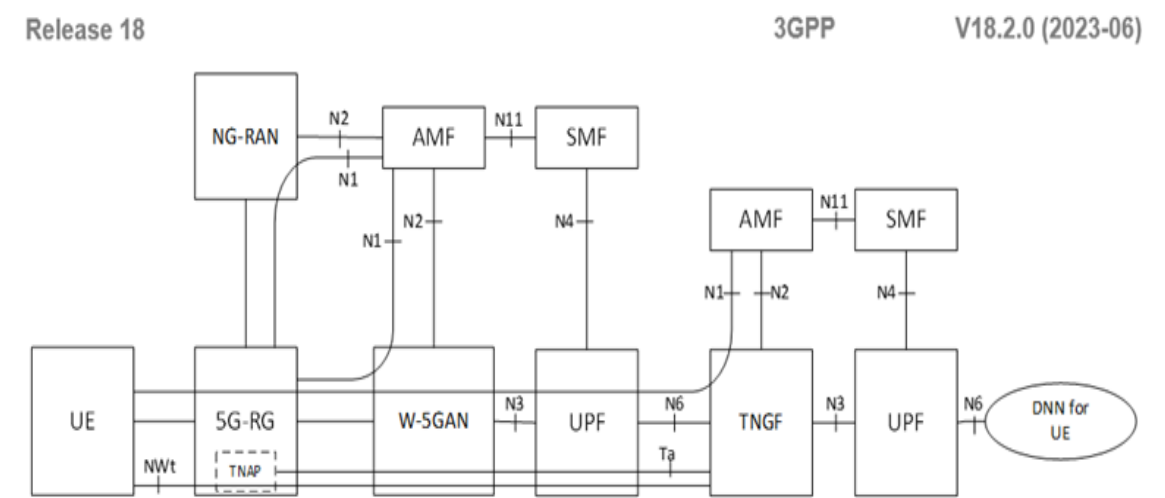 Release 18 3GPP V18.2.0 (2023-06)
NG-RAN
N2
AMF
N11
SMF
N1
N1
N2
N4
AMF
N11
SMF
N1
N2
N4
UE
5G-RG
W-5GAN
N3
UPF
N6
TNGF
N3
UPF
N6
DNN for
UE
NWt
TNAP
Ta